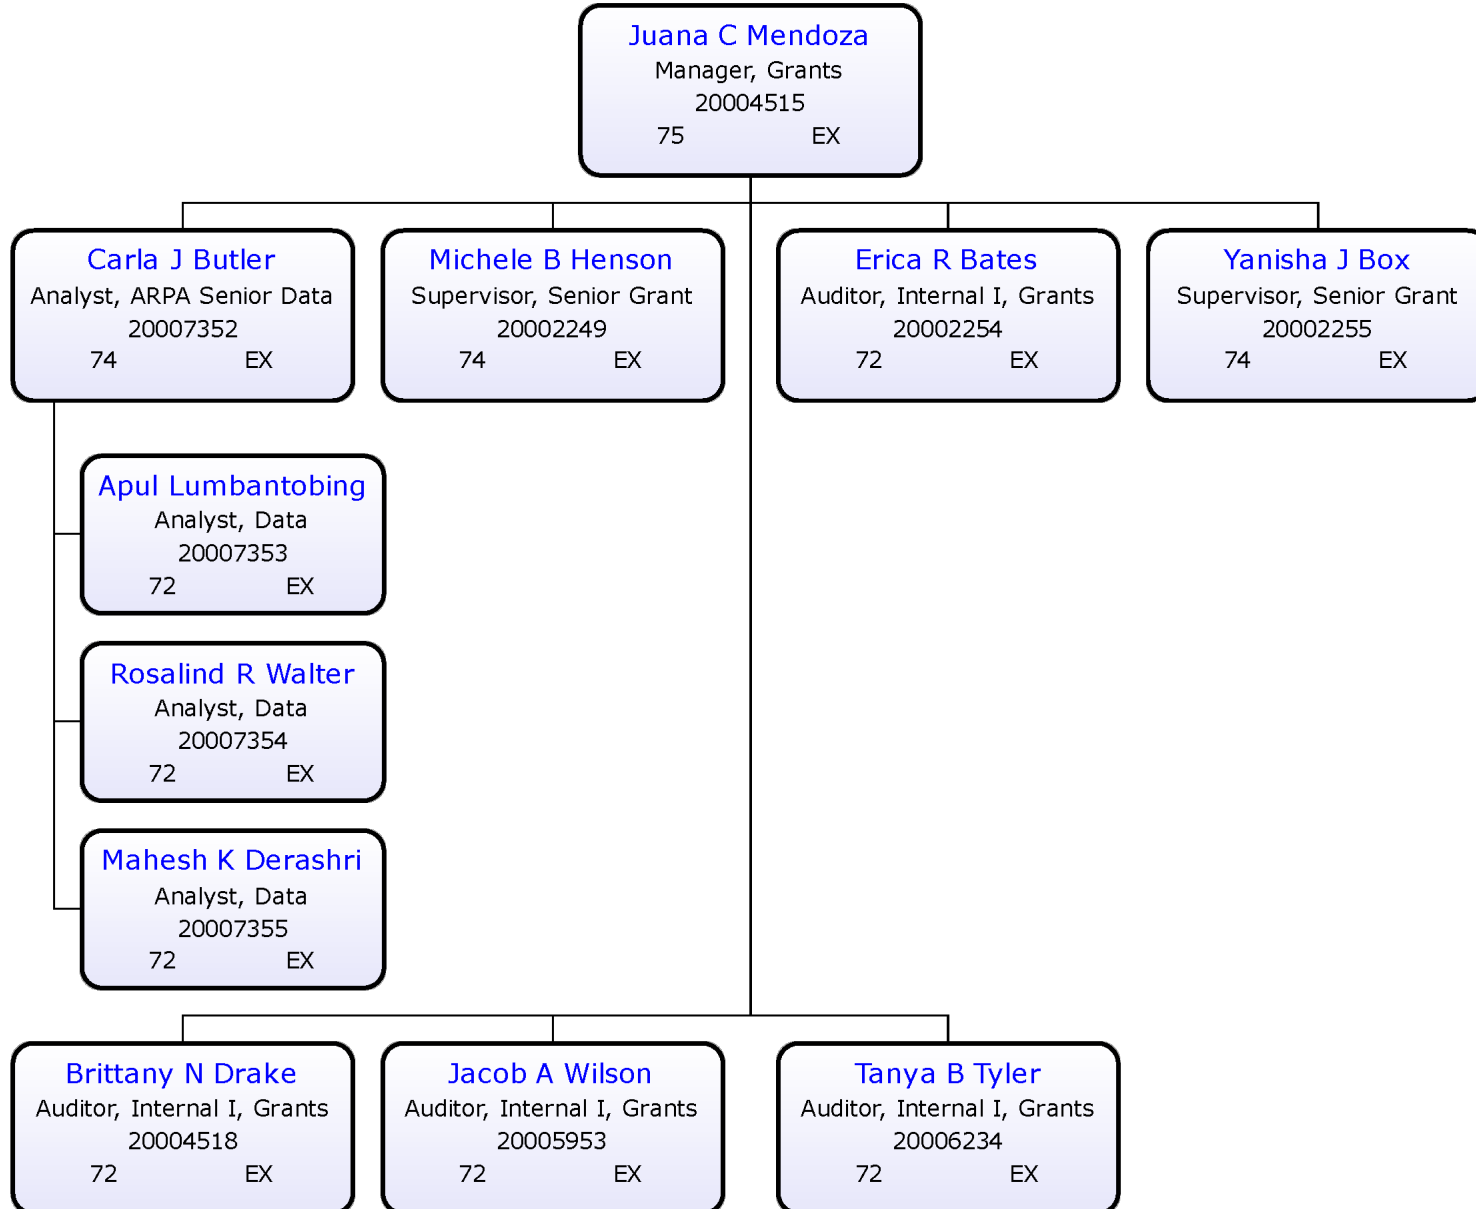 Juana C Mendoza
Manager, Grants
20004515
75 EX
Carla J Butler
Analyst, ARPA Senior Data
20007352
74 EX
Michele B Henson
Supervisor, Senior Grant
20002249
74 EX
Erica R Bates
Auditor, Internal I, Grants
20002254
72 EX
Yanisha J Box
Supervisor, Senior Grant
20002255
74 EX
Apul Lumbantobing
Analyst, Data
20007353
72 EX
Rosalind R Walter
Analyst, Data
20007354
72 EX
Mahesh K Derashri
Analyst, Data
20007355
72 EX
Brittany N Drake
Auditor, Internal I, Grants
20004518
72 EX
Jacob A Wilson
Auditor, Internal I, Grants
20005953
72 EX
Tanya B Tyler
Auditor, Internal I, Grants
20006234
72 EX